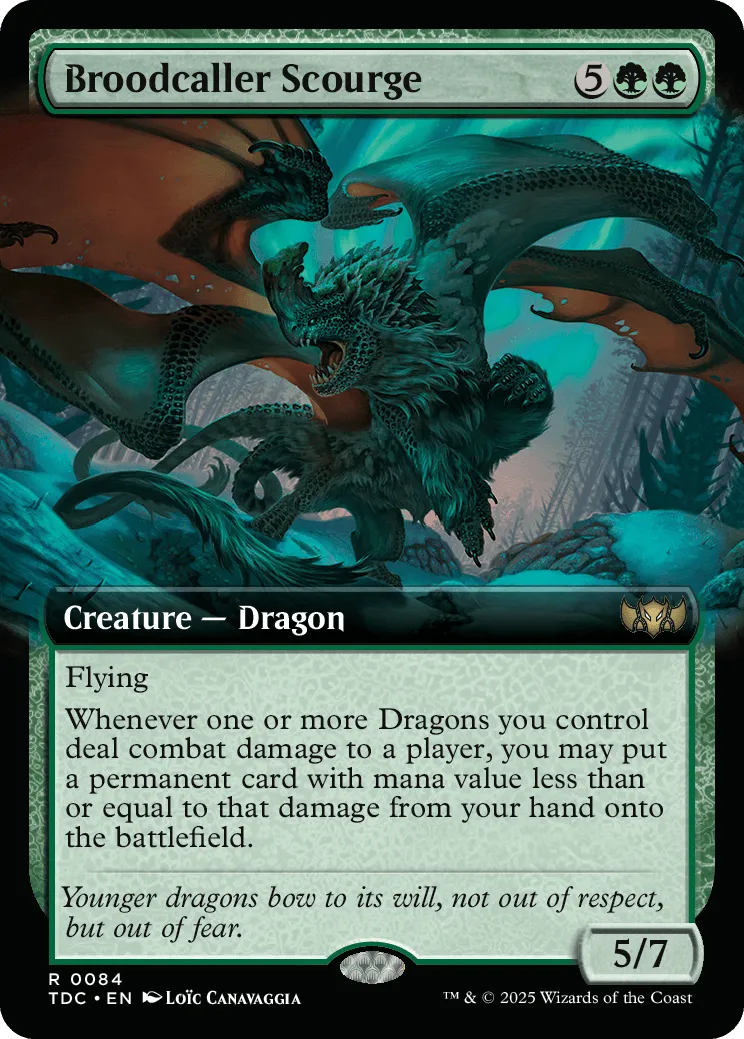 Broodcaller Scourge 5
Creature — Dragon
Flying
Whenever one or more Dragons you control
deal combat damage to a player, you may put
a permanent card with mana value less than
or equal to that damage from your hand onto
the battlefield.
Younger dragons bow to its will, not out of respect,
but out of fear.
5/7
R 0084
TDC • EN Loïc Canavaggia
™ & © 2025 Wizards of the Coast